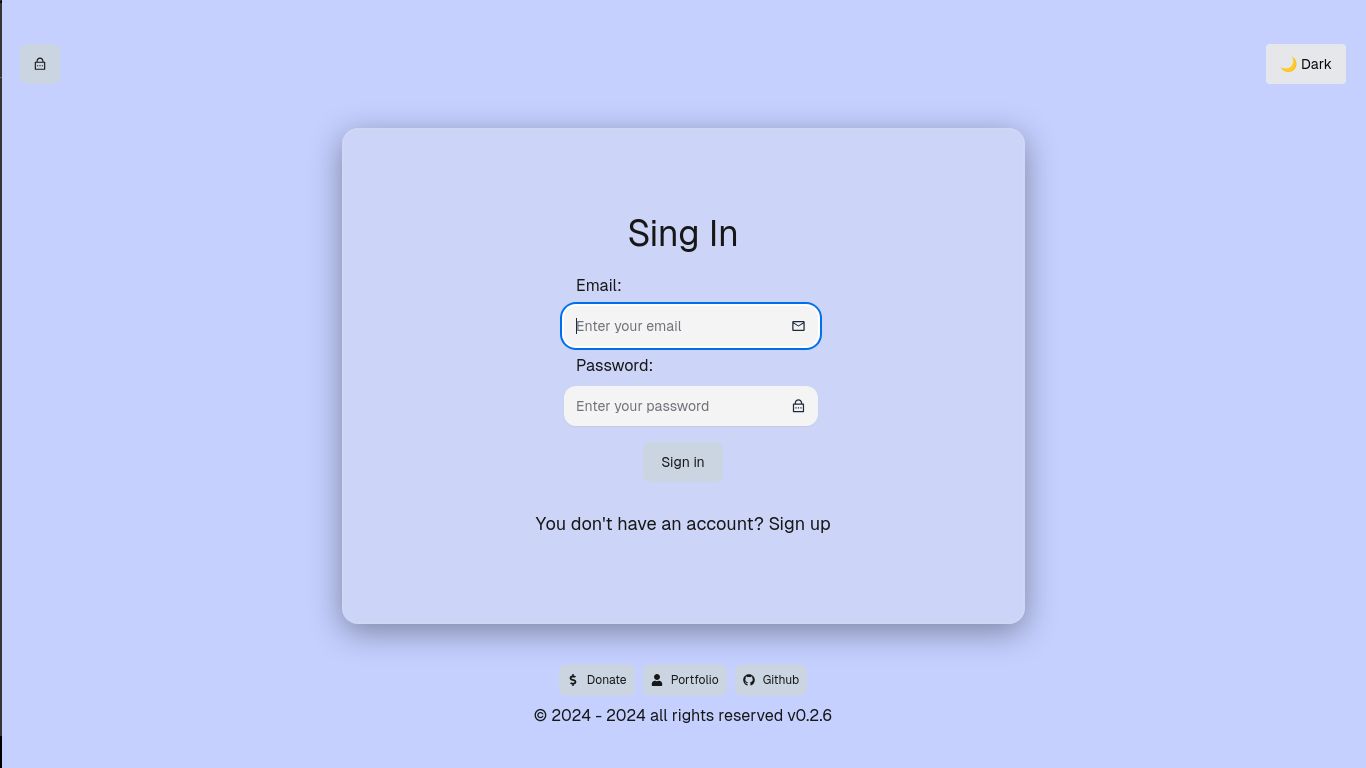 🌙 Dark
Sing In
Email:
Enter your email
Password:
Enter your password
Sign in
You don't have an account? Sign up
Donate Portfolio Github
© 2024 - 2024 all rights reserved v0.2.6